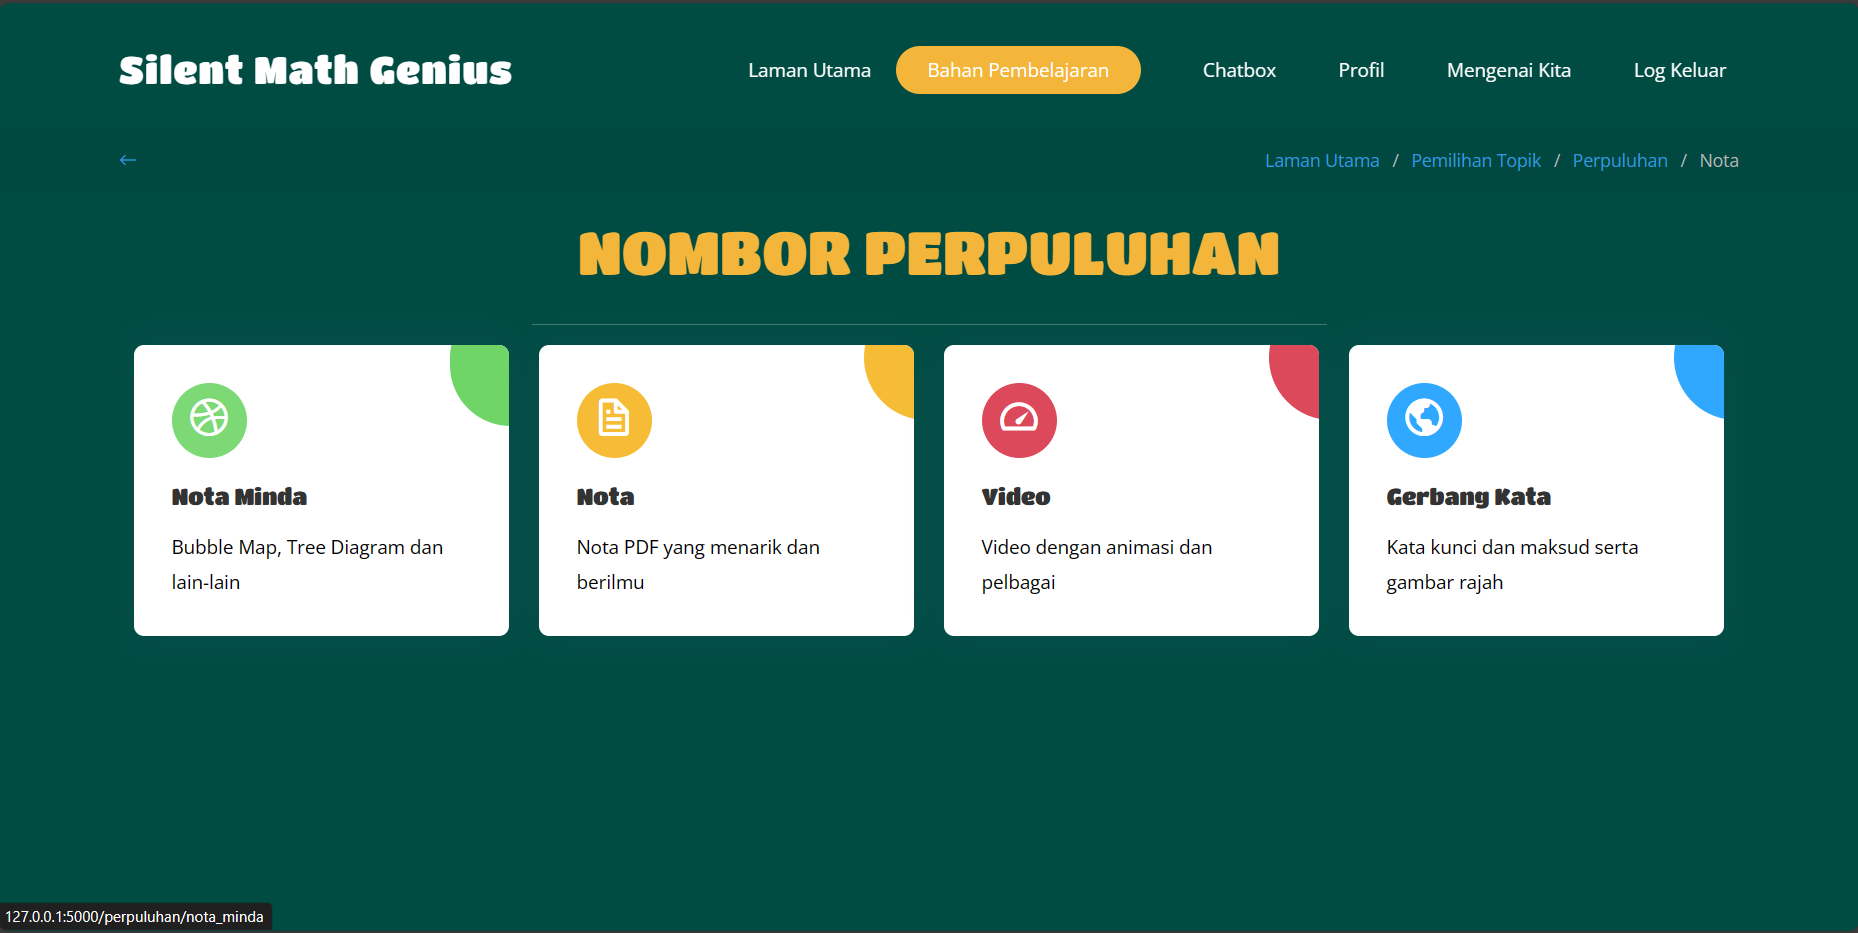 Silent Math Genius
Laman Utama
Bahan Pembelajaran
Chatbox
Profil
Mengenai Kita
Log Keluar
←
Laman Utama / Pemilihan Topik / Perpuluhan / Nota
NOMBOR PERPULUHAN
Nota Minda
Bubble Map, Tree Diagram dan
lain-lain
Nota
Nota PDF yang menarik dan
berilmu
Video
Video dengan animasi dan
pelbagai
Gerbang Kata
Kata kunci dan maksud serta
gambar rajah
127.0.0.1:5000/perpuluhan/nota_minda